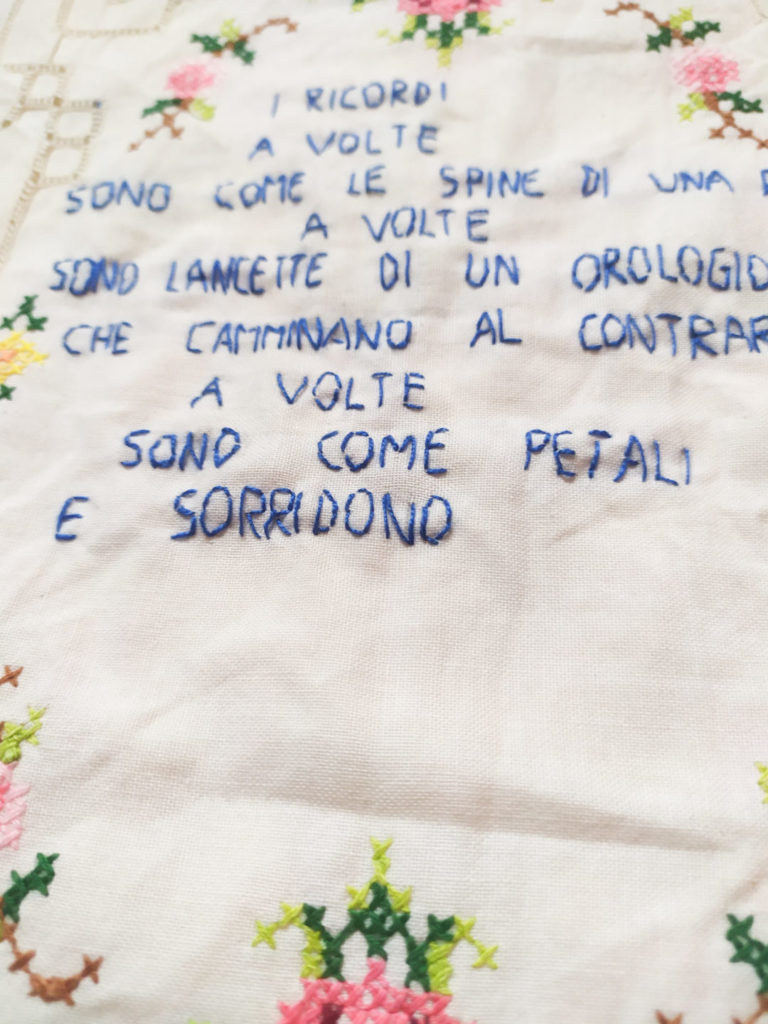 I RICORDI
A VOLTE
SONO COME LE SPINE DI UNA
A VOLTE
SONO LANCETTE DI UN OROLOGIO
CHE CAMMINANO AL CONTRAR
A VOLTE
SONO COME PETALI
E SORRIDONO